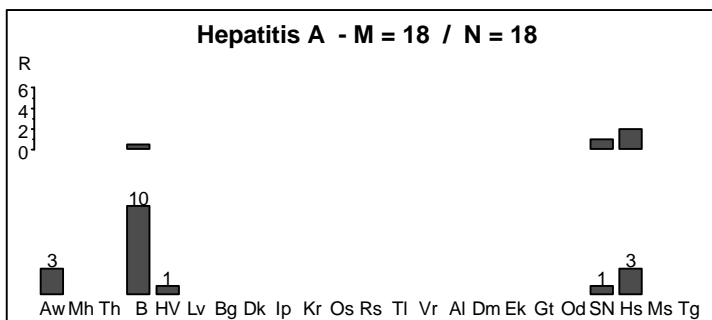 Hepatitis A - M = 18 / N = 18
R
6
4
2
0
3 10 1 1 3
Aw Mh Th B HV Lv Bg Dk Ip Kr Os Rs Tl Vr Al Dm Ek Gt Od SN Hs Ms Tg